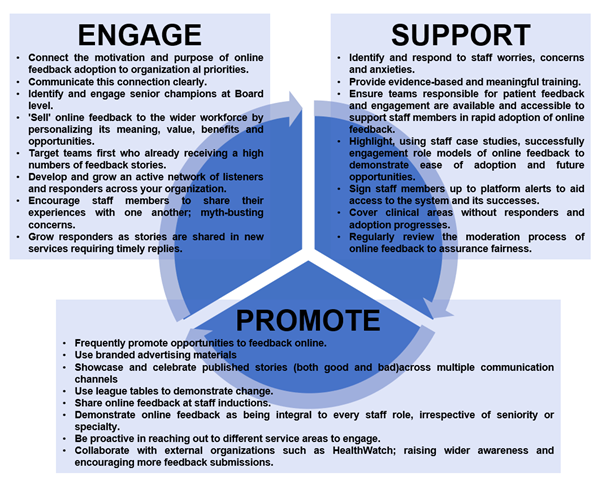 ENGAGE
• Connect the motivation and purpose of online
feedback adoption to organization al priorities.
• Communicate this connection clearly.
• Identify and engage senior champions at Board
level.
• 'Sell' online feedback to the wider workforce by
personalizing its meaning, value, benefits and
opportunities.
• Target teams first who already receiving a high
numbers of feedback stories.
• Develop and grow an active network of listeners
and responders across your organization.
• Encourage staff members to share their
experiences with one another; myth-busting
concerns.
• Grow responders as stories are shared in new
services requiring timely replies.
SUPPORT
• Identify and respond to staff worries, concerns
and anxieties.
• Provide evidence-based and meaningful training.
• Ensure teams responsible for patient feedback
and engagement are available and accessible to
support staff members in rapid adoption of online
feedback.
• Highlight, using staff case studies, successfully
engagement role models of online feedback to
demonstrate ease of adoption and future
opportunities.
• Sign staff members up to platform alerts to aid
access to the system and its successes.
• Cover clinical areas without responders and
adoption progresses.
• Regularly review the moderation process of
online feedback to assurance fairness.
PROMOTE
• Frequently promote opportunities to feedback online.
• Use branded advertising materials
• Showcase and celebrate published stories (both good and bad)across multiple communication
channels
• Use league tables to demonstrate change.
• Share online feedback at staff inductions.
• Demonstrate online feedback as being integral to every staff role, irrespective of seniority or
specialty.
• Be proactive in reaching out to different service areas to engage.
• Collaborate with external organizations such as HealthWatch; raising wider awareness and
encouraging more feedback submissions.